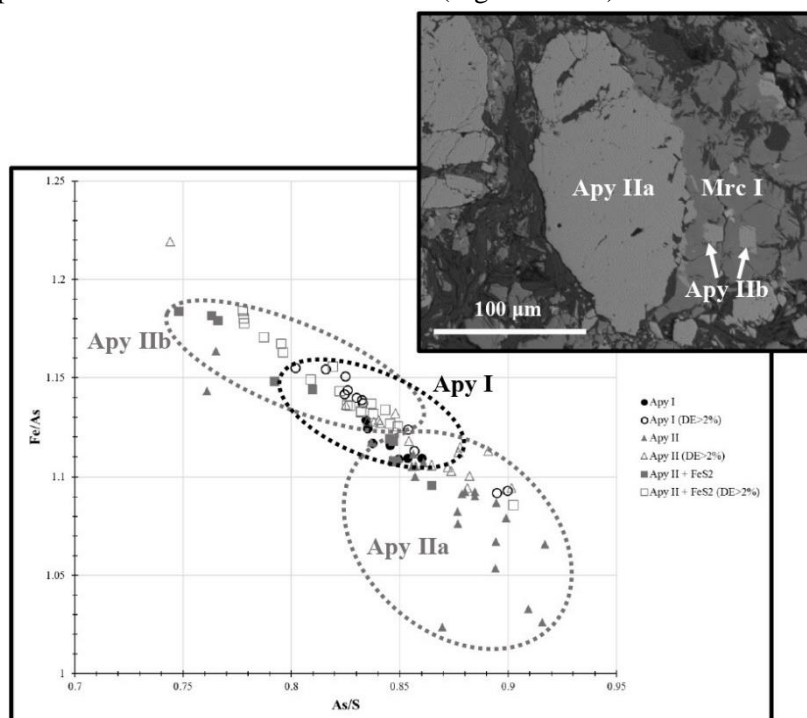 Apy IIa
Mrc I
Apy IIb
100 µm
Fe/As
1.25
1.2
1.15
1.1
1.05
1
Apy IIb
Apy I
Apy IIa
Apy I
Apy I (DE>2%)
Apy II
Apy II (DE>2%)
Apy II + FeS2
Apy II + FeS2 (DE>2%)
0.7
0.75
0.8
0.85
0.9
0.95
As/S